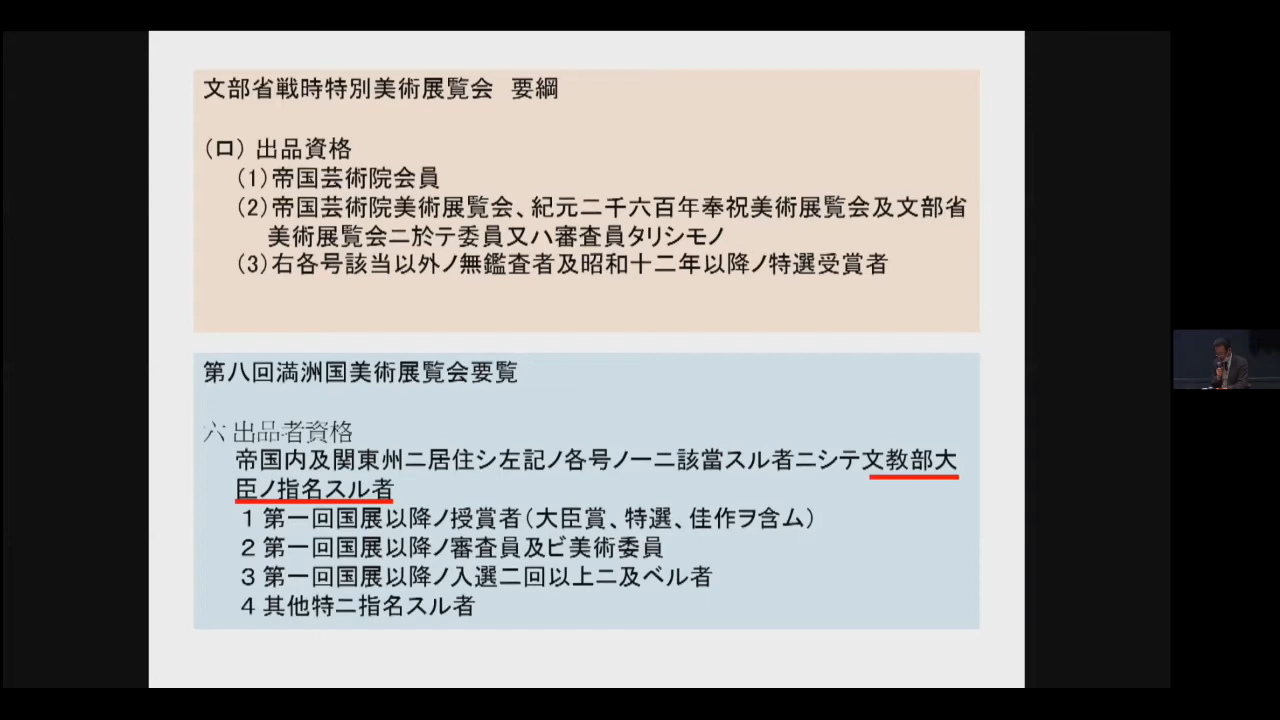 文部省戦時特別美術展覧会　要綱
（ロ）出品資格
（1）帝国芸術院会員
（2）帝国芸術院美術展覧会、紀元二千六百年奉祝美術展覧会及文部省
美術展覧会ニ於テ委員又ハ審査員タリシモノ
（3）右各号該当以外ノ無鑑査者及昭和十二年以降ノ特選受賞者
第八回満洲国美術展覧会要覧
六 出品者資格
帝国内及関東州ニ居住シ左記ノ各号ノ一ニ該當スル者ニシテ文教部大
臣ノ指名スル者
１ 第一回国展以降ノ授賞者（大臣賞、特選、佳作ヲ含ム）
２ 第一回国展以降ノ審査員及ビ美術委員
３ 第一回国展以降ノ入選二回以上ニ及ベル者
４ 其他特ニ指名スル者